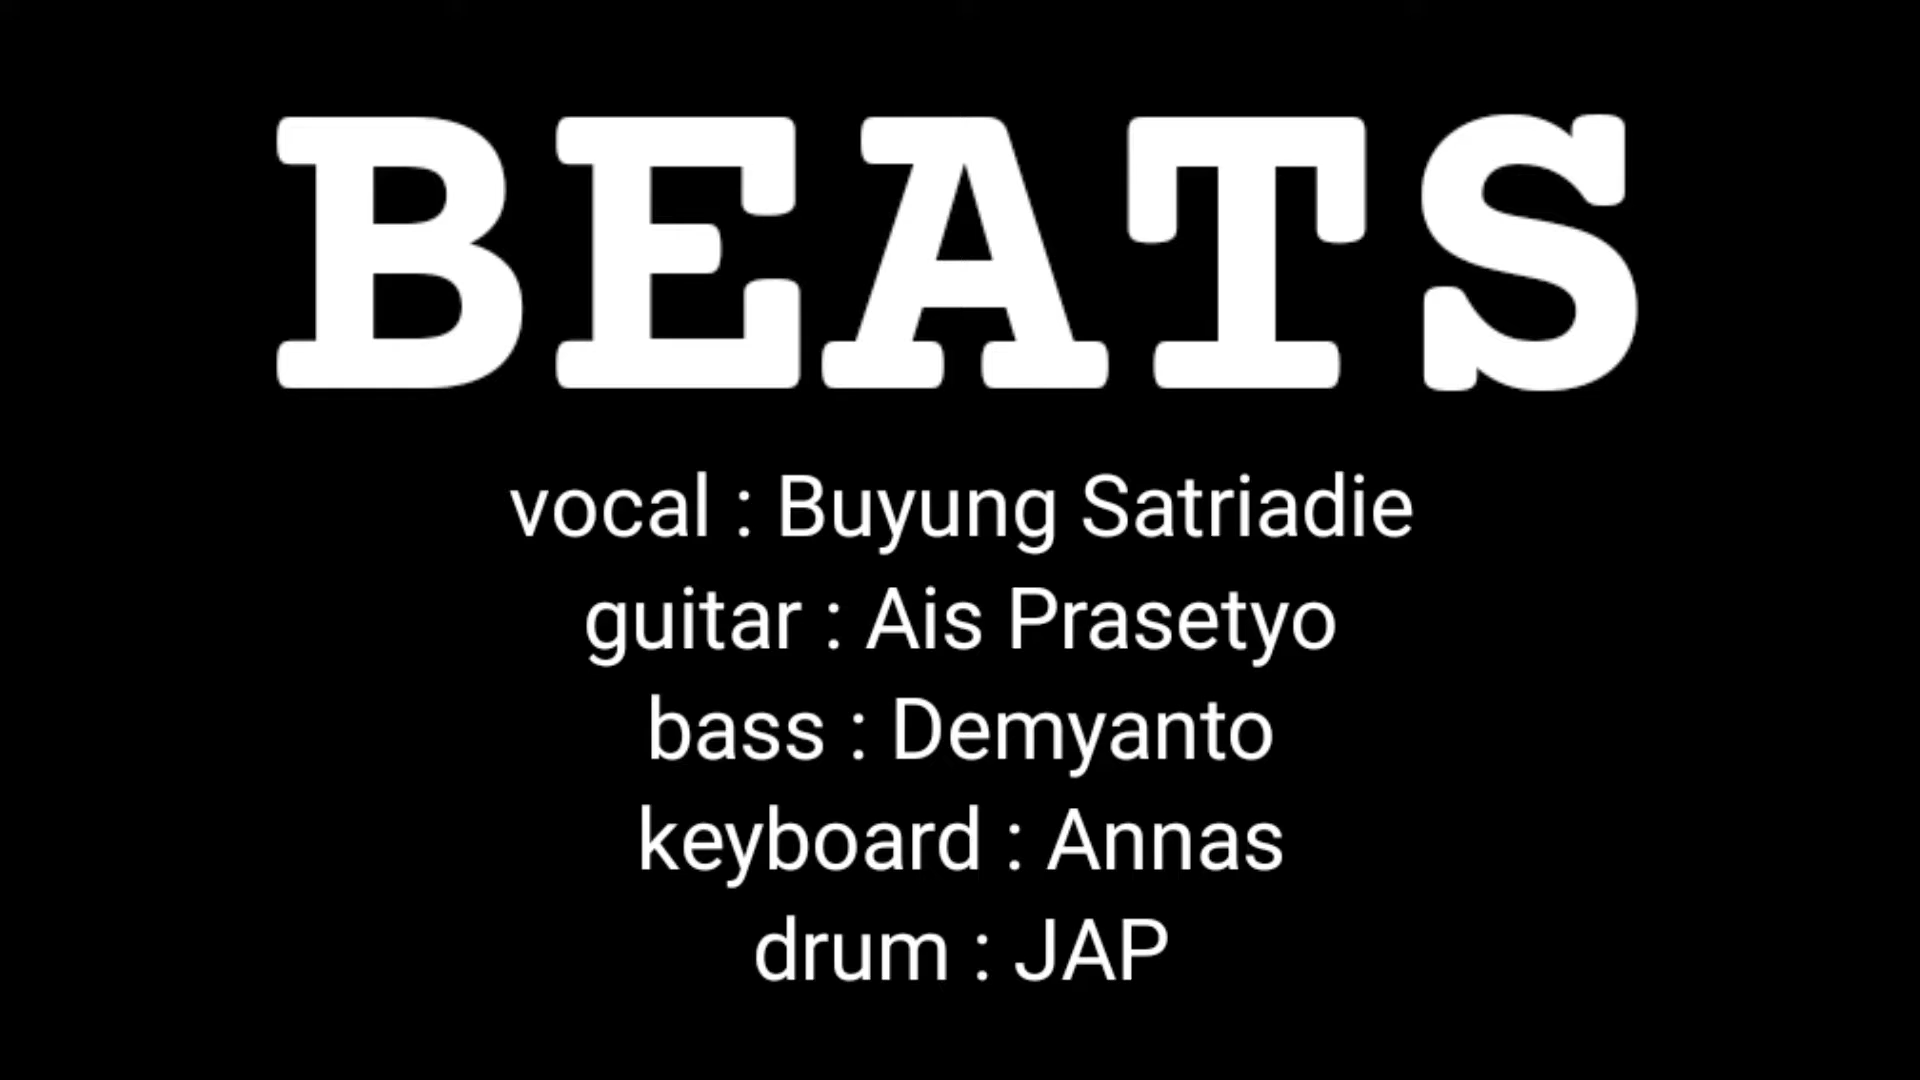 BEATS
vocal : Buyung Satriadie
guitar : Ais Prasetyo
bass : Demyanto
keyboard : Annas
drum : JAP